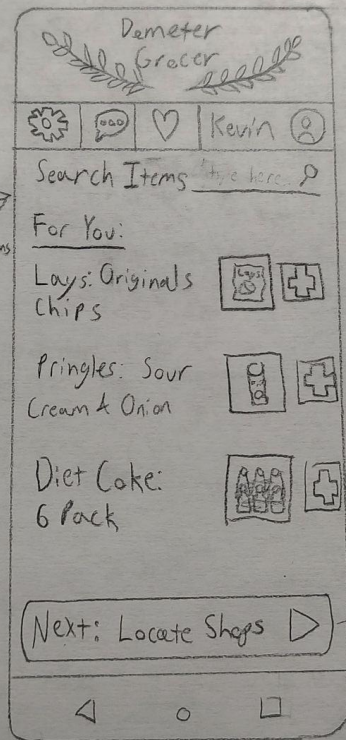 Demeter
Grocer
Kevin
Search Items
For You:
Lays: Originals
Chips
Lays
Pringles: Sour
Cream & Onion
Diet Coke:
6 Pack
Next: Locate Shops